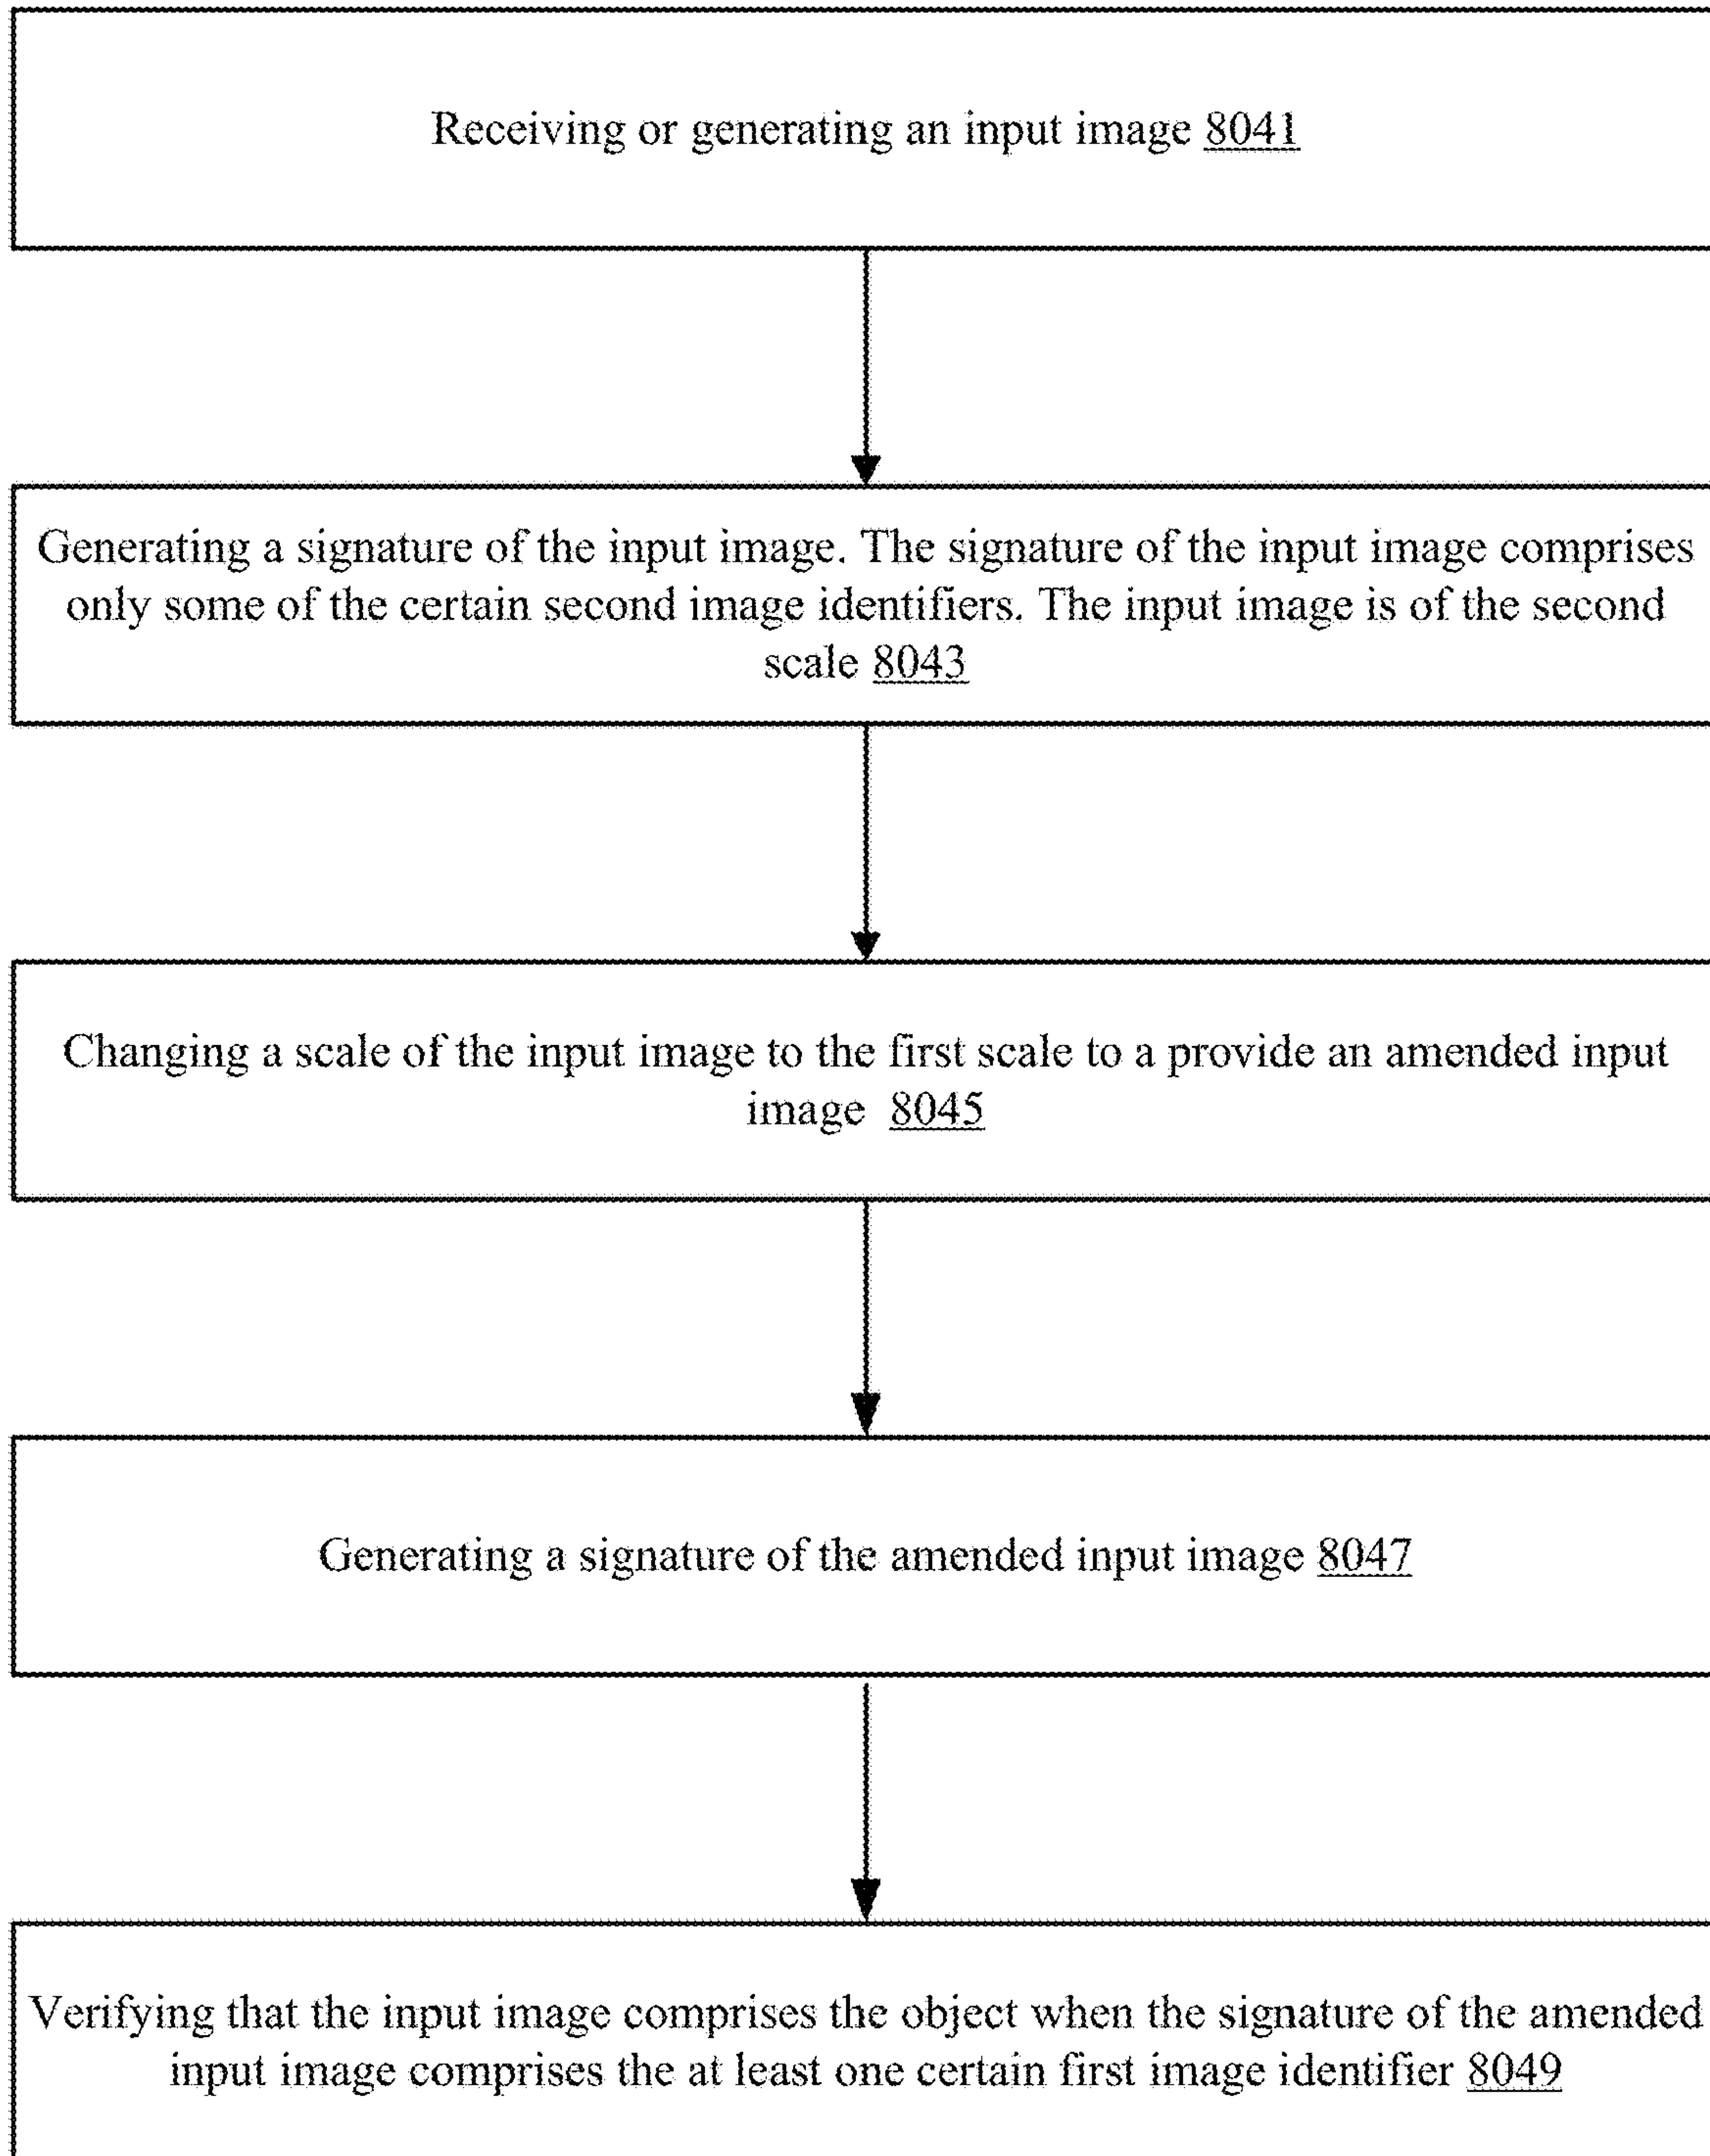 Receiving or generating an input image 8041
Generating a signature of the input image. The signature of the input image comprises
only some of the certain second image identifiers. The input image is of the second
scale 8043
Changing a scale of the input image to the first scale to a provide an amended input
image 8045
Generating a signature of the amended input image 8047
Verifying that the input image comprises the object when the signature of the amended
input image comprises the at least one certain first image identifier 8049